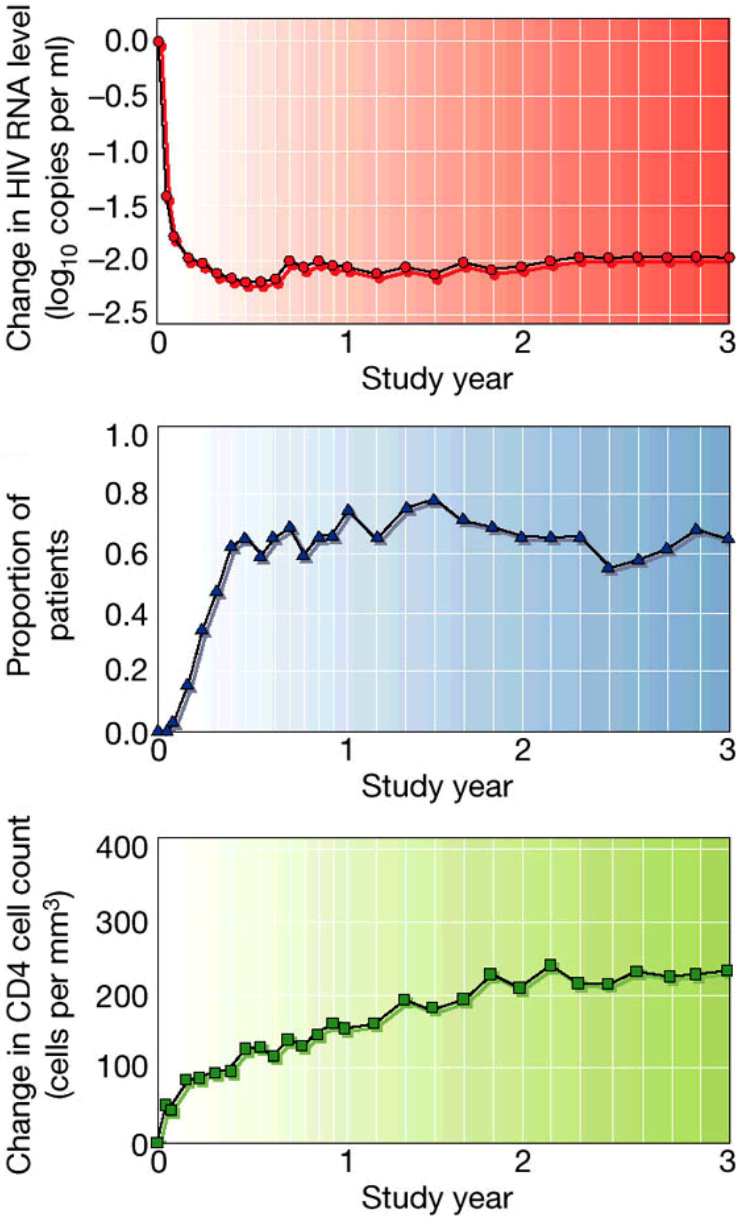 Change in HIV RNA level
(log10 copies per ml)
0.0
–0.5
–1.0
–1.5
–2.0
–2.5
0 1 2 3
Study year
Proportion of
patients
1.0
0.8
0.6
0.4
0.2
0.0
0 1 2 3
Study year
Change in CD4 cell count
(cells per mm3)
400
300
200
100
0
0 1 2 3
Study year